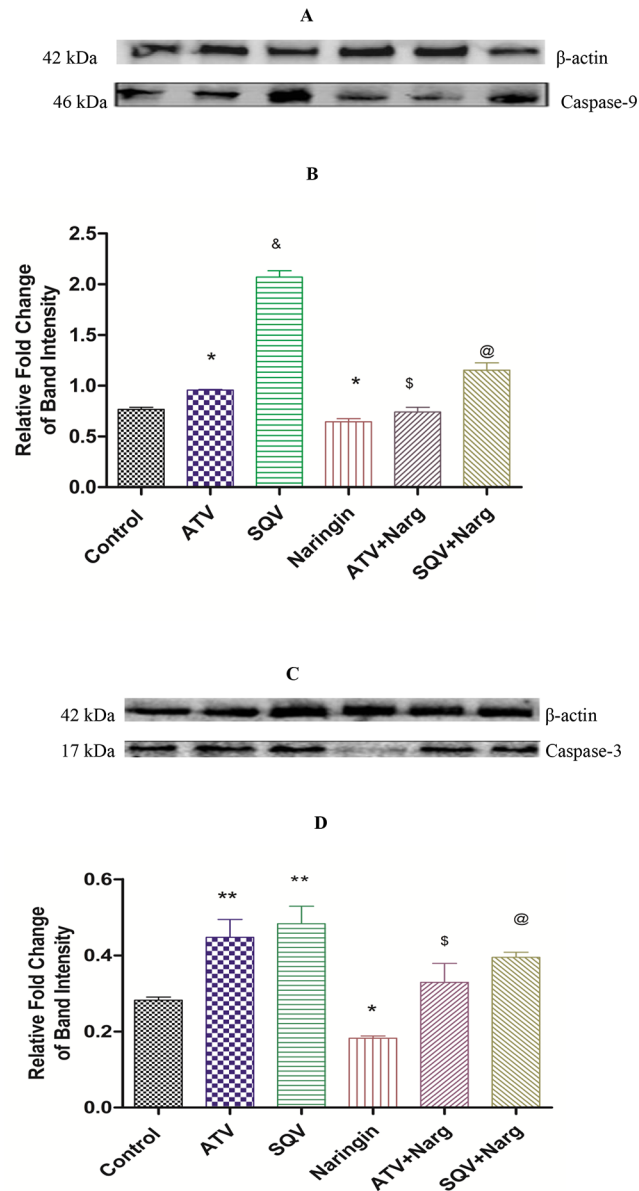 A
42 kDa β-actin
46 kDa Caspase-9
B
Relative Fold Change
of Band Intensity
2.5
2.0
1.5
1.0
0.5
0.0
*
&
*
$
@
Control
ATV
SQV
Naringin
ATV+Narg
SQV+Narg
C
42 kDa β-actin
17 kDa Caspase-3
D
Relative Fold Change
of Band Intensity
0.6
0.4
0.2
0.0
**
**
*
$
@
Control
ATV
SQV
Naringin
ATV+Narg
SQV+Narg